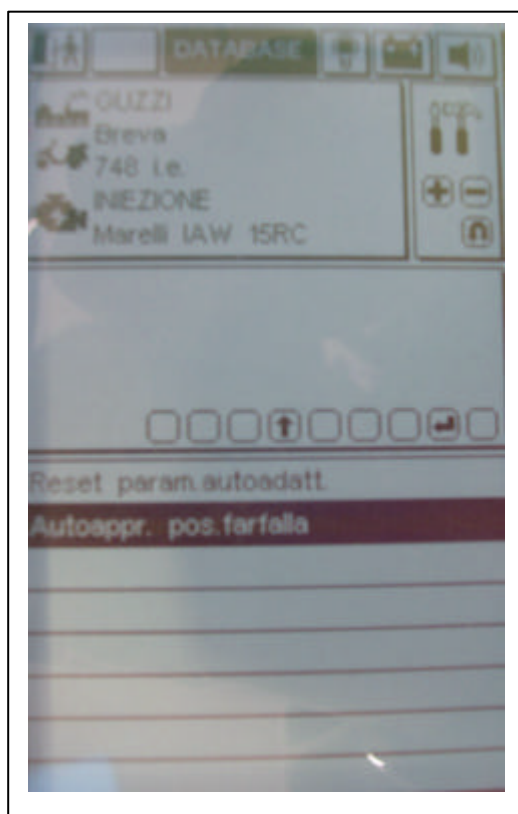 DATABASE
GUZZI
Breva
748 i.e.
INIEZIONE
Marelli IAW 15RC
Reset param.autoadatt.
Autoappr. pos.farfalla